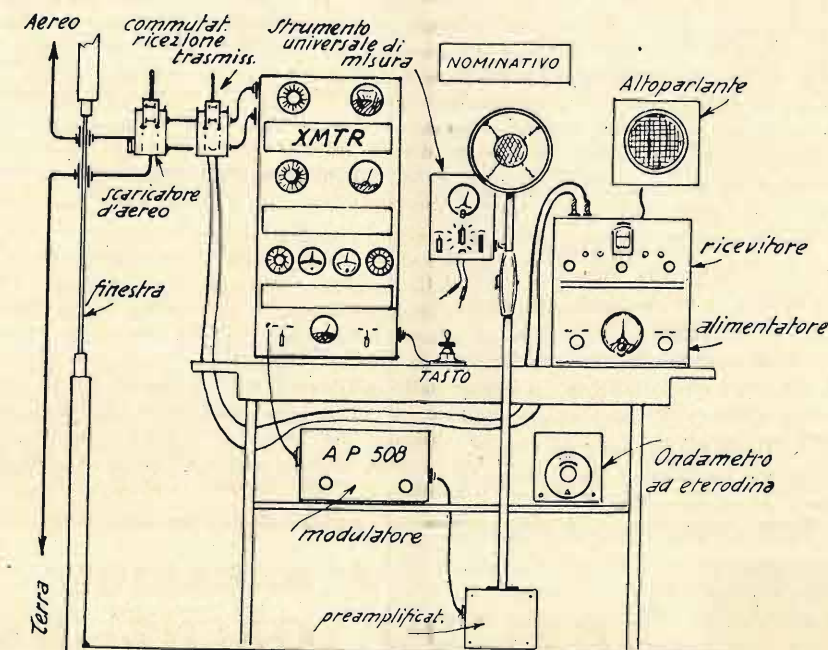 Aereo
commutat.
ricezione
trasmiss.
strumento
universale di
misura
NOMINATIVO
Altoparlante
XMTR
scaricatore
d'aereo
ricevitore
finestra
alimentatore
TASTO
AP 508
Ondametro
ad eterodina
modulatore
Terra
preamplificat.